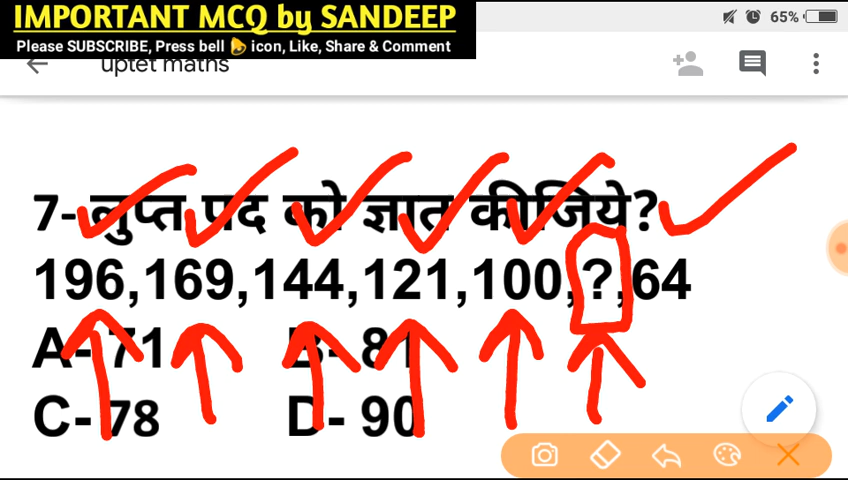 IMPORTANT MCQ by SANDEEP
65%
Please SUBSCRIBE, Press bell 🔔 icon, Like, Share & Comment
uptet maths
7-लुप्त पद को ज्ञात कीजिये?
196,169,144,121,100,?,64
A- 71 B- 81
C- 78 D- 90